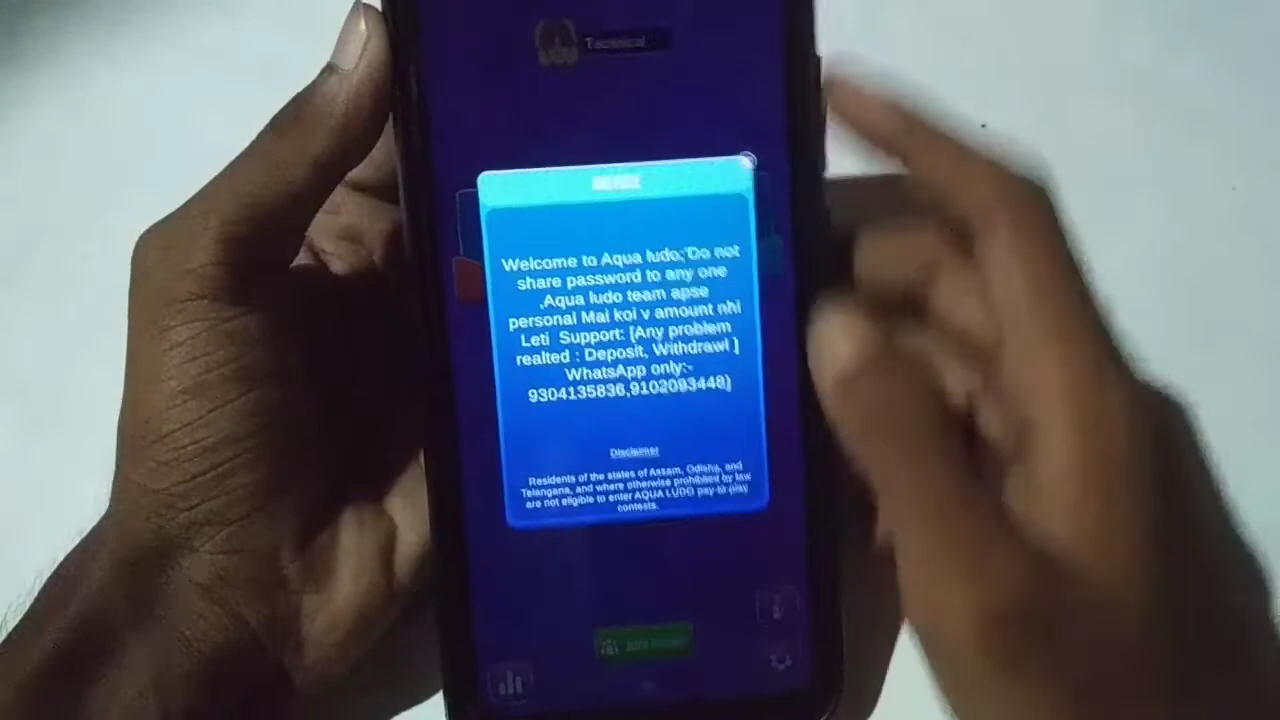 Technical
Welcome to Aqua ludo;"Do not
share password to any one
,Aqua ludo team apse
personal Mai koi v amount nhi
Leti Support: [Any problem
realted : Deposit, Withdrawl ]
WhatsApp only:-
9304135836,9102093448]
Disclaimer
Residents of the states of Assam, Odisha, and
Telangana, and where otherwise prohibited by law
are not eligible to enter AQUA LUDO pay-to-play
contests.